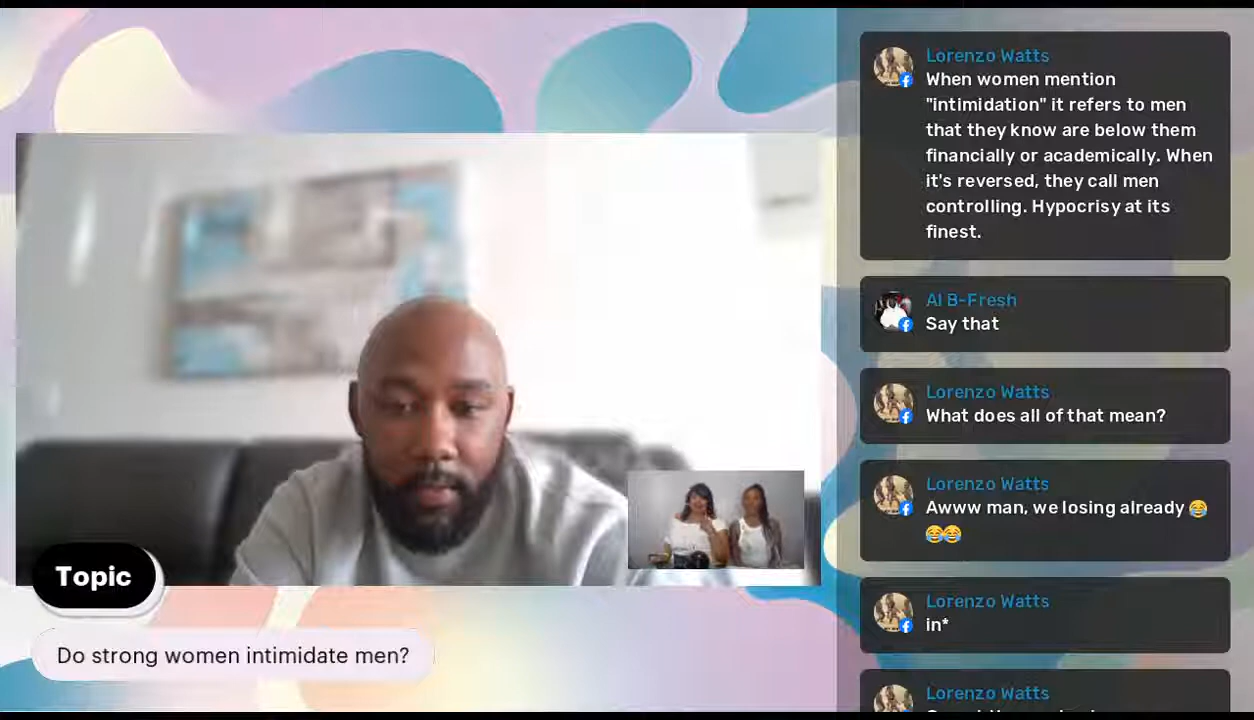 Lorenzo Watts
When women mention
"intimidation" it refers to men
that they know are below them
financially or academically. When
it's reversed, they call men
controlling. Hypocrisy at its
finest.
Al B-Fresh
Say that
Lorenzo Watts
What does all of that mean?
Lorenzo Watts
Awww man, we losing already 😂
😂😂
Lorenzo Watts
in*
Lorenzo Watts
Topic
Do strong women intimidate men?